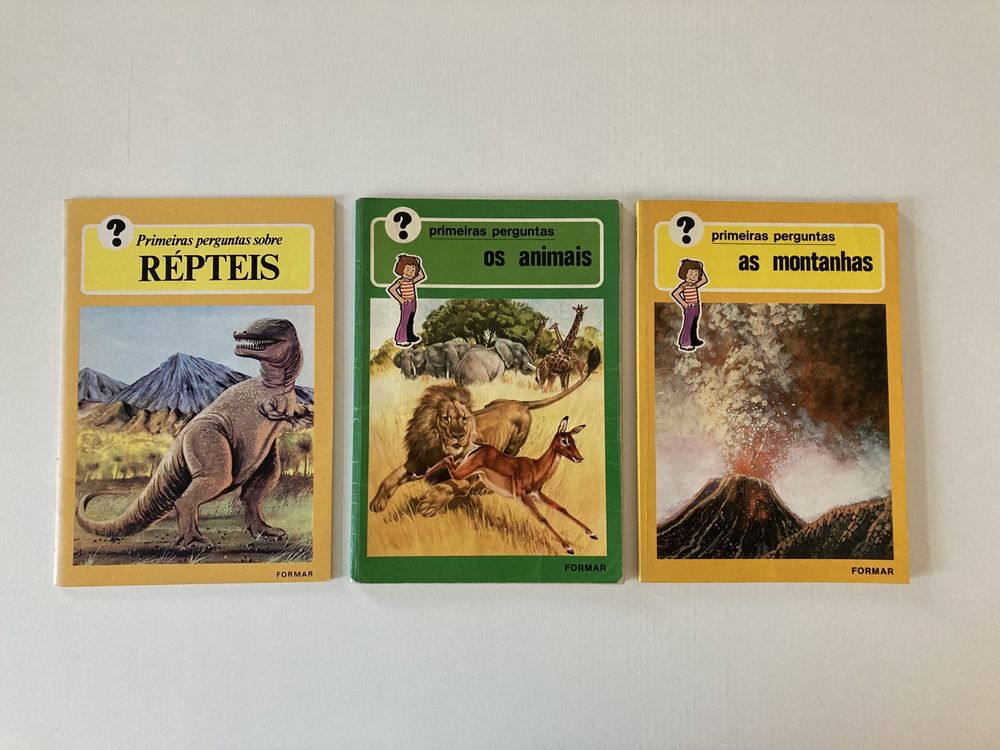 ?
Primeiras perguntas sobre
RÉPTEIS
FORMAR
?
primeiras perguntas
os animais
FORMAR
?
primeiras perguntas
as montanhas
FORMAR